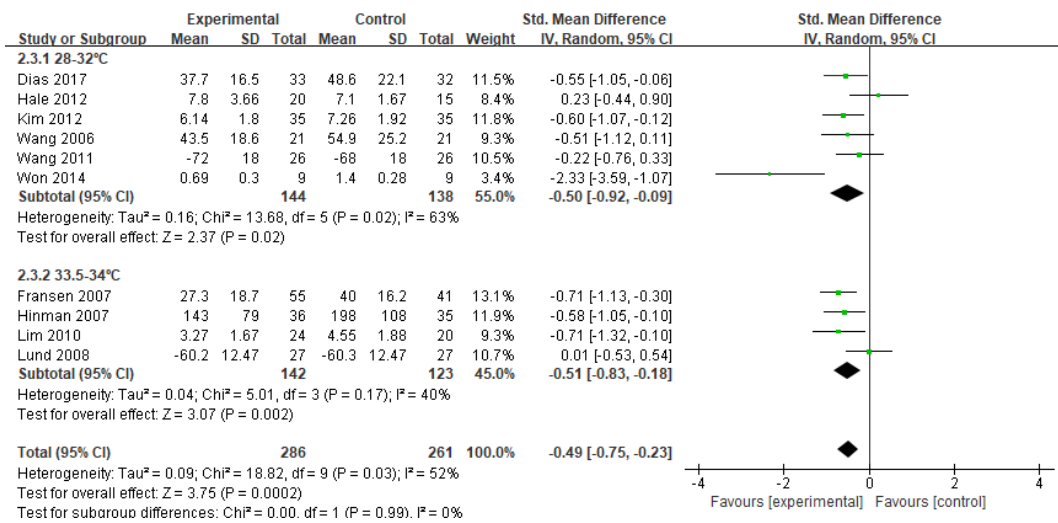 Experimental Control Std. Mean Difference Std. Mean Difference
Study or Subgroup Mean SD Total Mean SD Total Weight IV, Random, 95% CI IV, Random, 95% CI
2.3.1 28-32°C
Dias 2017 37.7 16.5 33 48.6 22.1 32 11.5% -0.55 [-1.05, -0.06]
Hale 2012 7.8 3.66 20 7.1 1.67 15 8.4% 0.23 [-0.44, 0.90]
Kim 2012 6.14 1.8 35 7.26 1.92 35 11.8% -0.60 [-1.07, -0.12]
Wang 2006 43.5 18.6 21 54.9 25.2 21 9.3% -0.51 [-1.12, 0.11]
Wang 2011 -72 18 26 -68 18 26 10.5% -0.22 [-0.76, 0.33]
Won 2014 0.69 0.3 9 1.4 0.28 9 3.4% -2.33 [-3.59, -1.07]
Subtotal (95% CI) 144 138 55.0% -0.50 [-0.92, -0.09]
Heterogeneity: Tau² = 0.16; Chi² = 13.68, df = 5 (P = 0.02); I² = 63%
Test for overall effect: Z = 2.37 (P = 0.02)
2.3.2 33.5-34°C
Fransen 2007 27.3 18.7 55 40 16.2 41 13.1% -0.71 [-1.13, -0.30]
Hinman 2007 143 79 36 198 108 35 11.9% -0.58 [-1.05, -0.10]
Lim 2010 3.27 1.67 24 4.55 1.88 20 9.3% -0.71 [-1.32, -0.10]
Lund 2008 -60.2 12.47 27 -60.3 12.47 27 10.7% 0.01 [-0.53, 0.54]
Subtotal (95% CI) 142 123 45.0% -0.51 [-0.83, -0.18]
Heterogeneity: Tau² = 0.04; Chi² = 5.01, df = 3 (P = 0.17); I² = 40%
Test for overall effect: Z = 3.07 (P = 0.002)
Total (95% CI) 286 261 100.0% -0.49 [-0.75, -0.23]
Heterogeneity: Tau² = 0.09; Chi² = 18.82, df = 9 (P = 0.03); I² = 52%
Test for overall effect: Z = 3.75 (P = 0.0002)
Test for subgroup differences: Chi² = 0.00, df = 1 (P = 0.99), I² = 0%
-4 -2 0 2 4
Favours [experimental] Favours [control]